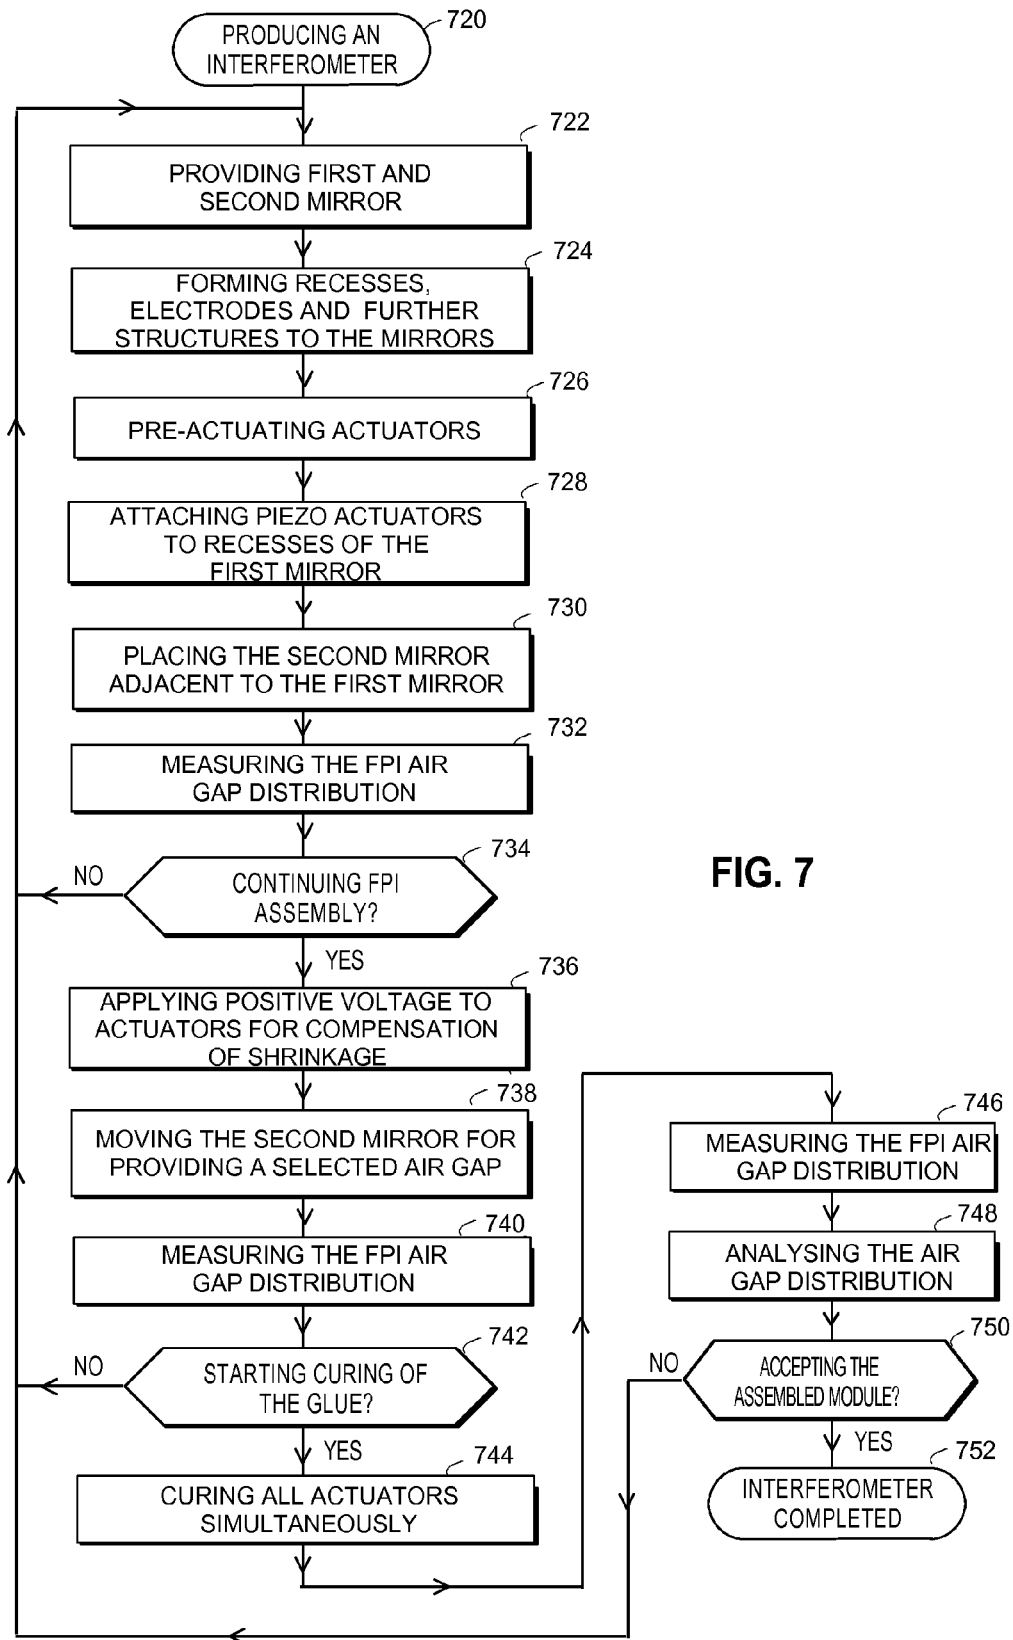 720
PRODUCING AN
INTERFEROMETER
722
PROVIDING FIRST AND
SECOND MIRROR
724
FORMING RECESSES,
ELECTRODES AND FURTHER
STRUCTURES TO THE MIRRORS
726
PRE-ACTUATING ACTUATORS
728
ATTACHING PIEZO ACTUATORS
TO RECESSES OF THE
FIRST MIRROR
730
PLACING THE SECOND MIRROR
ADJACENT TO THE FIRST MIRROR
732
MEASURING THE FPI AIR
GAP DISTRIBUTION
734
NO
CONTINUING FPI
ASSEMBLY?
YES
FIG. 7
736
APPLYING POSITIVE VOLTAGE TO
ACTUATORS FOR COMPENSATION
OF SHRINKAGE
738
MOVING THE SECOND MIRROR FOR
PROVIDING A SELECTED AIR GAP
740
MEASURING THE FPI AIR
GAP DISTRIBUTION
742
NO
STARTING CURING OF
THE GLUE?
YES
744
CURING ALL ACTUATORS
SIMULTANEOUSLY
746
MEASURING THE FPI AIR
GAP DISTRIBUTION
748
ANALYSING THE AIR
GAP DISTRIBUTION
750
NO
ACCEPTING THE
ASSEMBLED MODULE?
YES
752
INTERFEROMETER
COMPLETED